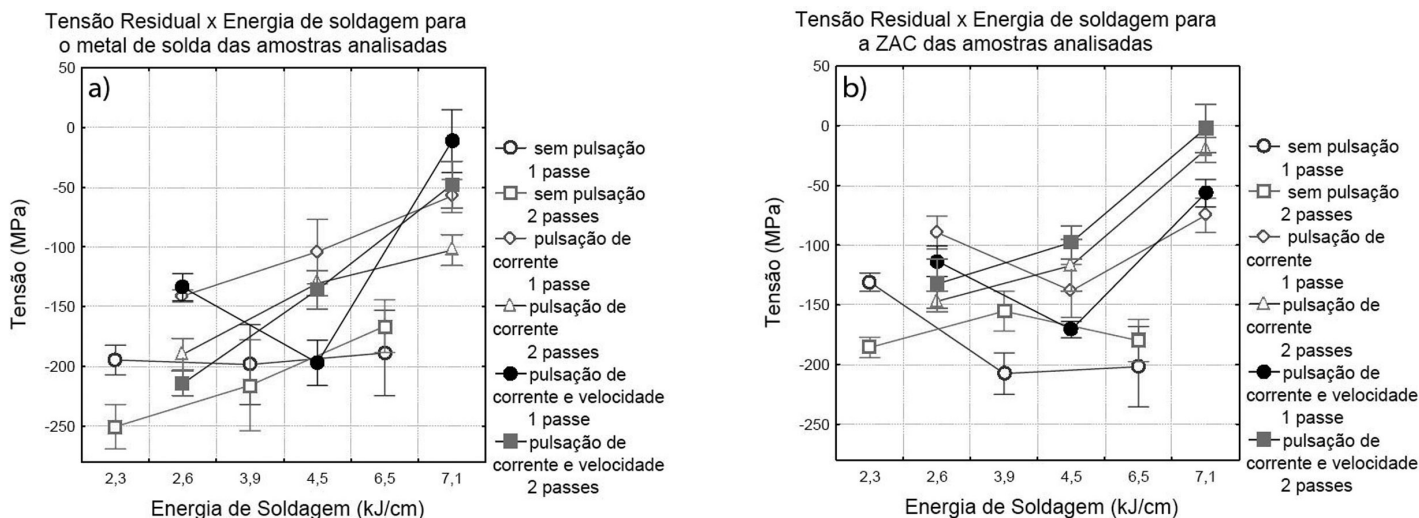 Tensão Residual x Energia de soldagem para
o metal de solda das amostras analisadas
a)
50
0
-50
-100
-150
-200
-250
Tensão (MPa)
2,3 2,6 3,9 4,5 6,5 7,1
Energia de Soldagem (kJ/cm)
sem pulsação
1 passe
sem pulsação
2 passes
pulsação de
corrente
1 passe
pulsação de
corrente
2 passes
pulsação de
corrente e velocidade
1 passe
pulsação de
corrente e velocidade
2 passes
Tensão Residual x Energia de soldagem para
a ZAC das amostras analisadas
b)
50
0
-50
-100
-150
-200
-250
Tensão (MPa)
2,3 2,6 3,9 4,5 6,5 7,1
Energia de Soldagem (kJ/cm)
sem pulsação
1 passe
sem pulsação
2 passes
pulsação de
corrente
1 passe
pulsação de
corrente
2 passes
pulsação de
corrente e velocidade
1 passe
pulsação de
corrente e velocidade
2 passes